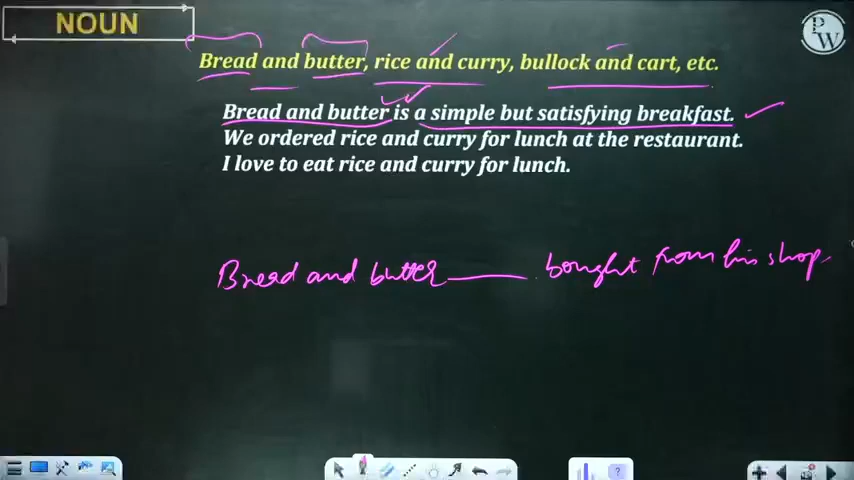 NOUN
PW
Bread and butter, rice and curry, bullock and cart, etc.
Bread and butter is a simple but satisfying breakfast.
We ordered rice and curry for lunch at the restaurant.
I love to eat rice and curry for lunch.
Bread and butter ____ bought from his shop.